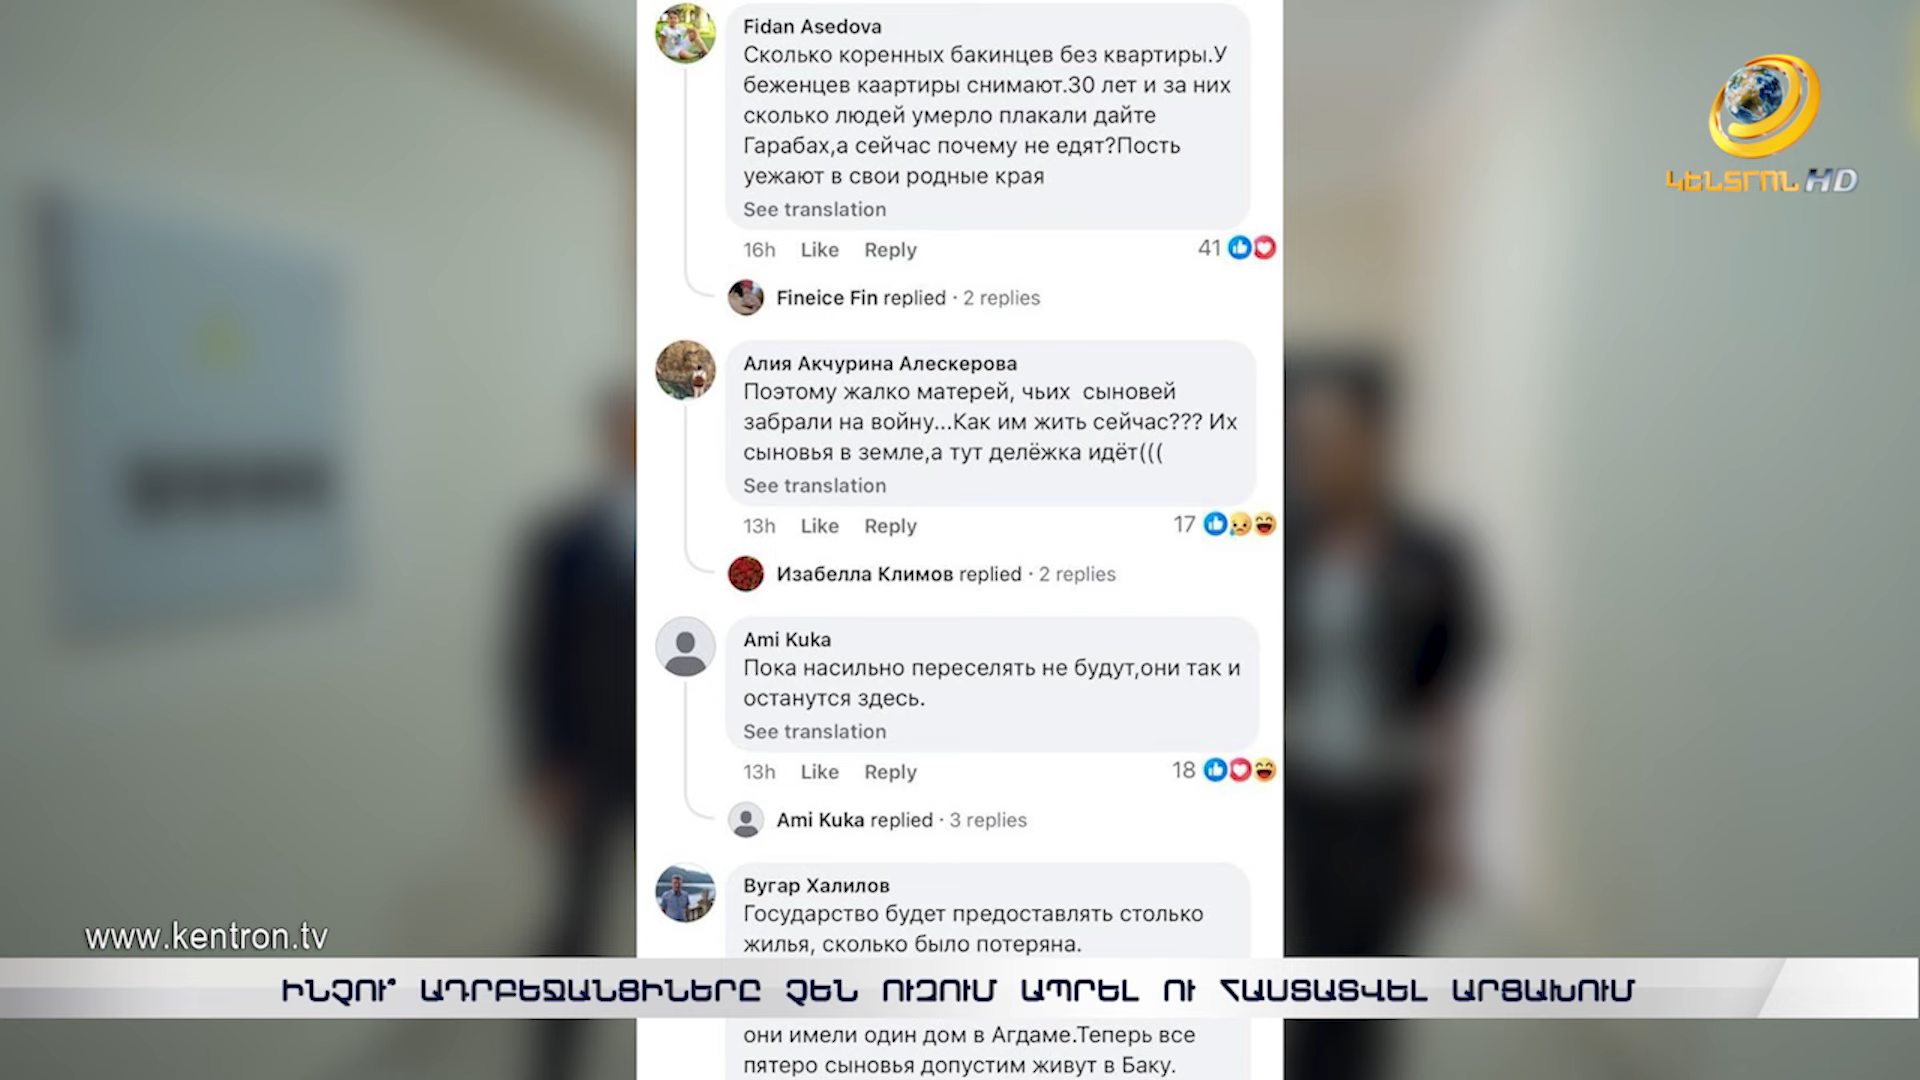 Fidan Asedova
Сколько коренных бакинцев без квартиры.У
беженцев каартиры снимают.30 лет и за них
сколько людей умерло плакали дайте
Гарабах,а сейчас почему не едят?Пость
уежают в свои родные края
See translation
16h Like Reply 41
Fineice Fin replied · 2 replies
Алия Акчурина Алескерова
Поэтому жалко матерей, чьих сыновей
забрали на войну...Как им жить сейчас??? Их
сыновья в земле,а тут делёжка идёт(((
See translation
13h Like Reply 17
Изабелла Климов replied · 2 replies
Ami Kuka
Пока насильно переселять не будут,они так и
останутся здесь.
See translation
13h Like Reply 18
Ami Kuka replied · 3 replies
Вугар Халилов
Государство будет предоставлять столько
жилья, сколько было потеряна.
они имели один дом в Агдаме.Теперь все
пятеро сыновья допустим живут в Баку.
ԿԵՆՏՐՈՆ HD
www.kentron.tv
ԻՆՉՈՒ՞ ԱԴՐԲԵՋԱՆՑԻՆԵՐԸ ՉԵՆ ՈՒԶՈՒՄ ԱՊՐԵԼ ՈՒ ՀԱՍՏԱՏՎԵԼ ԱՐՑԱԽՈՒՄ